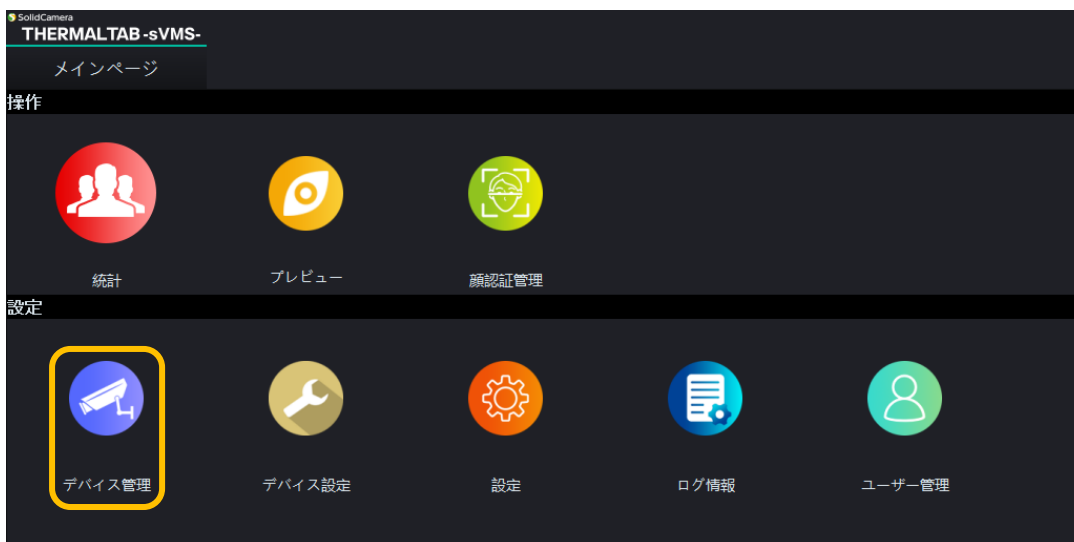 SolidCamera
THERMALTAB-sVMS-
メインページ
操作
統計
プレビュー
顔認証管理
設定
デバイス管理
デバイス設定
設定
ログ情報
ユーザー管理